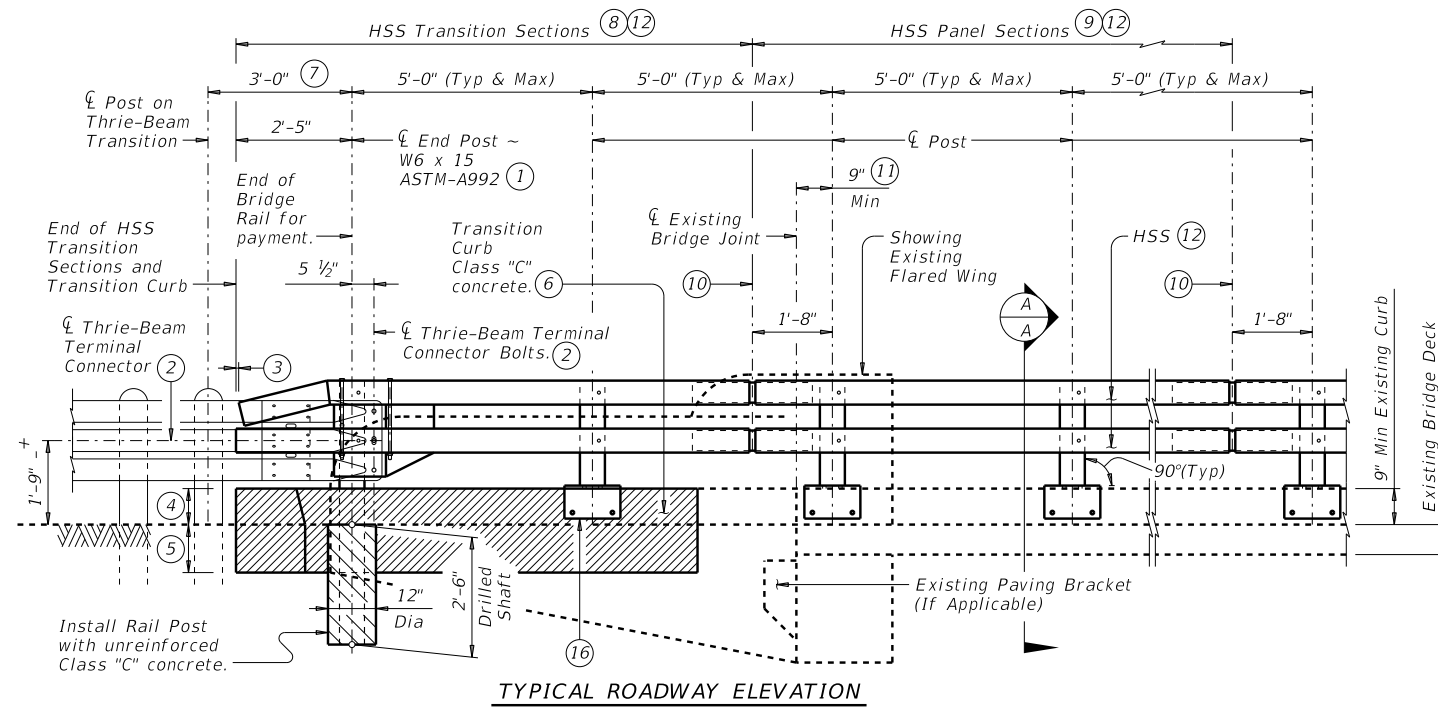 HSS Transition Sections 8 12
HSS Panel Sections 9 12
3'-0" 7
5'-0" (Typ & Max)
5'-0" (Typ & Max)
5'-0" (Typ & Max)
5'-0" (Typ & Max)
℄ Post on
Thrie-Beam
Transition
2'-5"
℄ End Post ~
W6 x 15
ASTM-A992 1
℄ Post
9" 11
Min
End of
Bridge
Rail for
payment.
End of HSS
Transition
Sections and
Transition Curb
5 ½"
Transition
Curb
Class "C"
concrete. 6
℄ Existing
Bridge Joint
Showing
Existing
Flared Wing
HSS 12
10
10
A
A
1'-8"
1'-8"
℄ Thrie-Beam
Terminal
Connector 2
3
℄ Thrie-Beam Terminal
Connector Bolts. 2
9" Min Existing Curb
Existing Bridge Deck
1'-9" ±
4
5
90°(Typ)
12"
Dia
2'-6"
Drilled
Shaft
16
Existing Paving Bracket
(If Applicable)
Install Rail Post
with unreinforced
Class "C" concrete.
TYPICAL ROADWAY ELEVATION